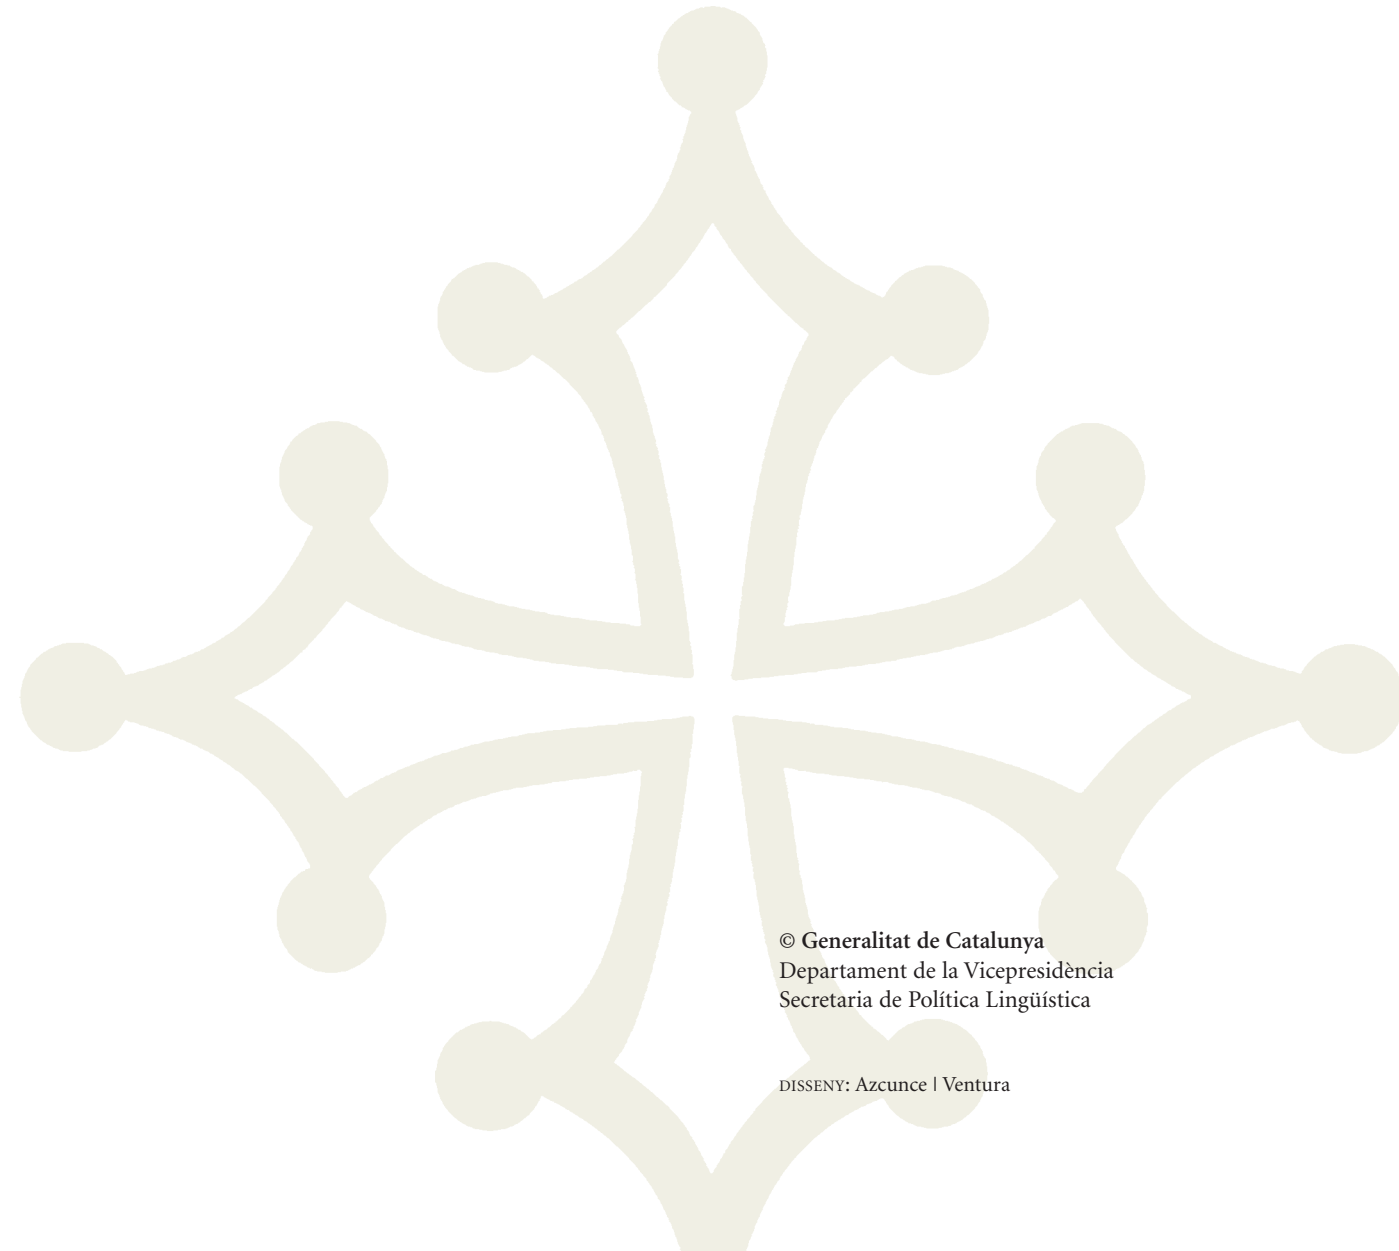 © Generalitat de Catalunya
Departament de la Vicepresidència
Secretaria de Política Lingüística
DISSENY: Azcunce | Ventura